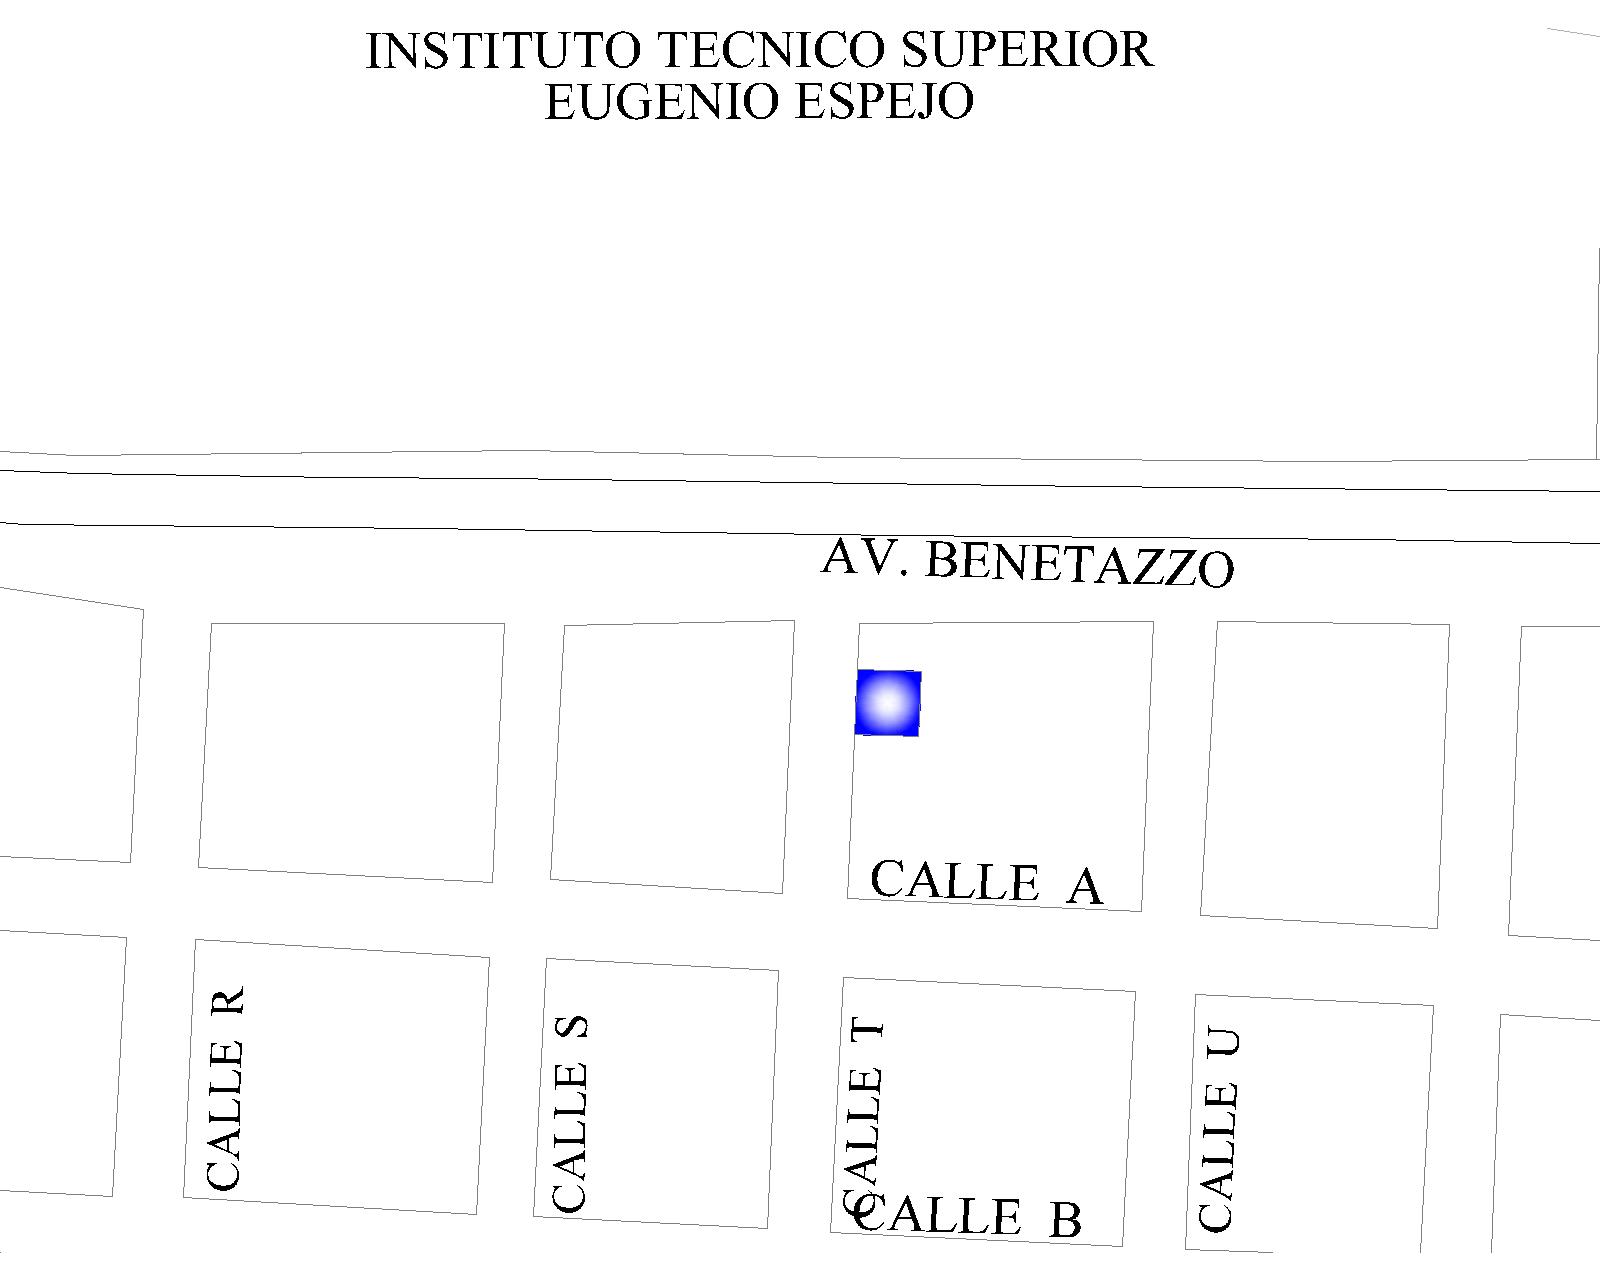 INSTITUTO TECNICO SUPERIOR
EUGENIO ESPEJO
AV. BENETAZZO
CALLE A
CALLE R
CALLE S
CALLE T
CALLE U
CALLE B